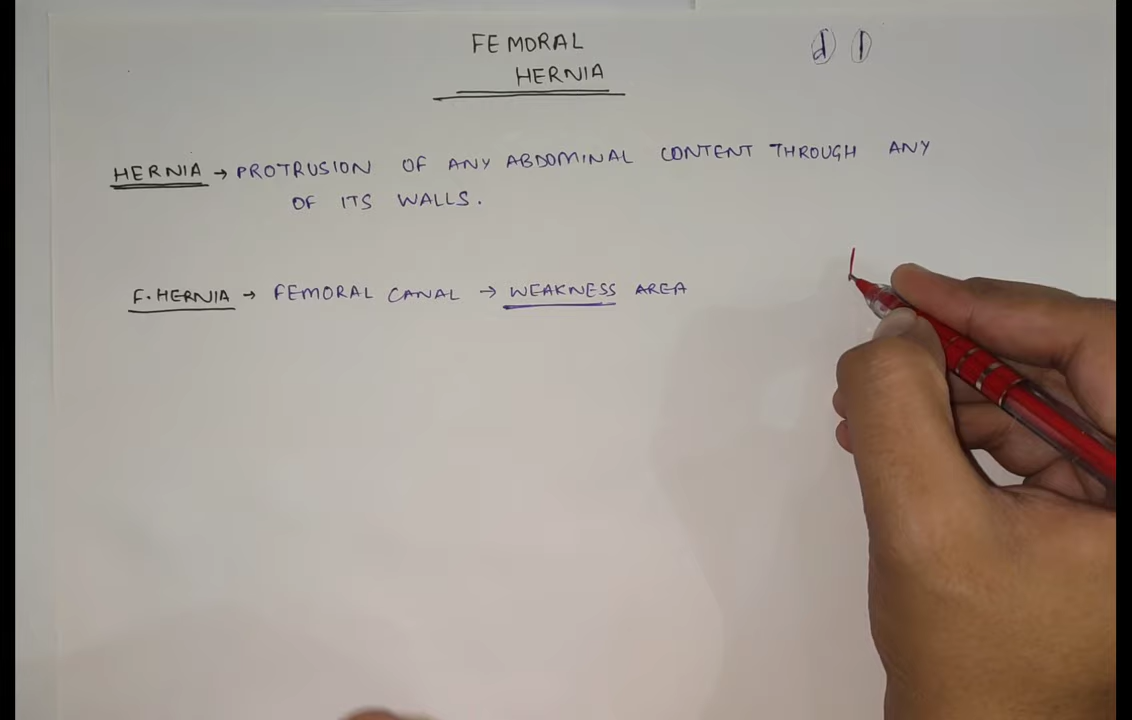 FEMORAL
HERNIA
HERNIA → PROTRUSION OF ANY ABDOMINAL CONTENT THROUGH ANY
OF ITS WALLS.
F. HERNIA → FEMORAL CANAL → WEAKNESS AREA